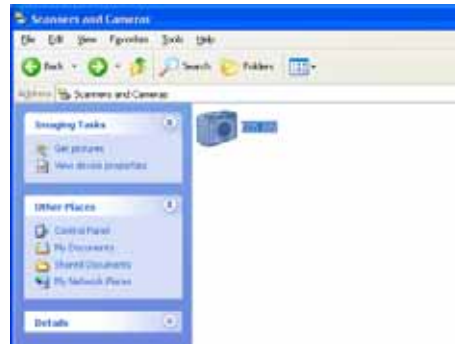 Scanners and Cameras
File Edit View Favorites Tools Help
Back Search Folders
Address Scanners and Cameras
Imaging Tasks
Get pictures
View device properties
Other Places
Control Panel
My Documents
Shared Documents
My Network Places
Details